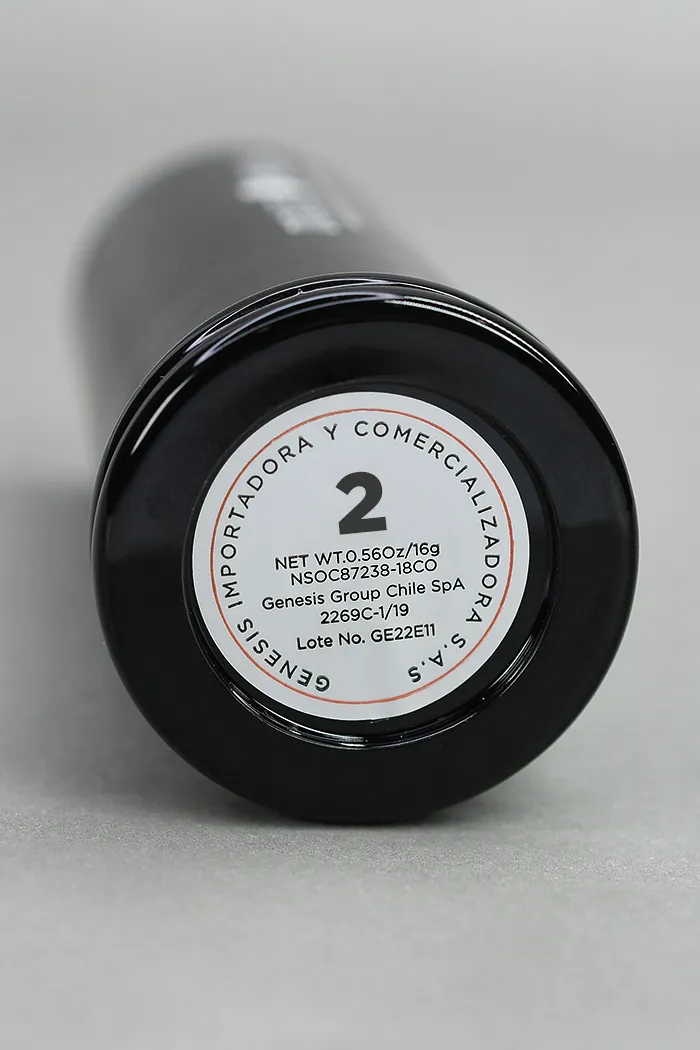 GENESIS IMPORTADORA Y COMERCIALIZADORA S.A.S
2
NET WT.0.56Oz/16g
NSOC87238-18CO
Genesis Group Chile SpA
2269C-1/19
Lote No. GE22E11